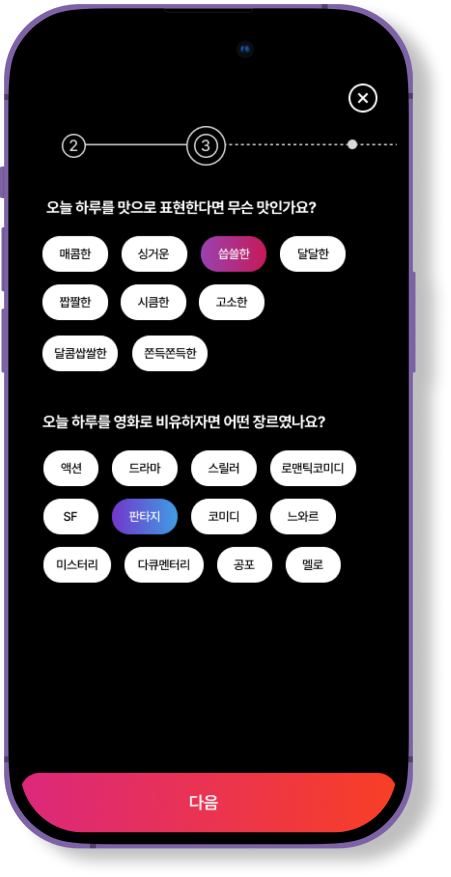 2 3
오늘 하루를 맛으로 표현한다면 무슨 맛인가요?
매콤한 싱거운 씁쓸한 달달한
짭짤한 시큼한 고소한
달콤쌉쌀한 쫀득쫀득한
오늘 하루를 영화로 비유하자면 어떤 장르였나요?
액션 드라마 스릴러 로맨틱코미디
SF 판타지 코미디 느와르
미스터리 다큐멘터리 공포 멜로
다음